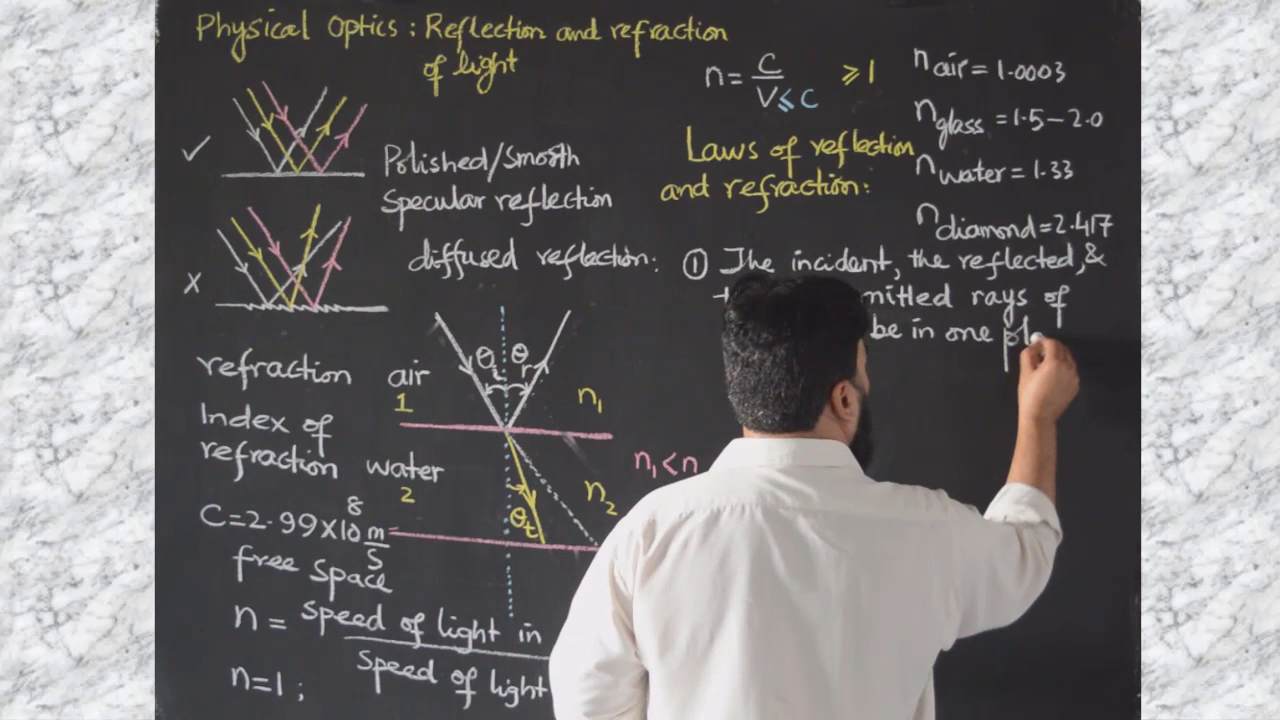 Physical Optics: Reflection and refraction
of light
Polished/Smooth
Specular reflection
diffused reflection:
θi θr
air
1
n1
refraction
Index of
refraction
water
2
n2
θt
n1<n
C=2.99X10^8 m/s
free space
n = Speed of light in
Speed of light
n=1;
n = C/V ⩽ C ⩾ 1
n air = 1.0003
n glass = 1.5-2.0
n water = 1.33
n diamond = 2.417
Laws of reflection
and refraction:
① The incident, the reflected, &
mitted rays of
be in one pl